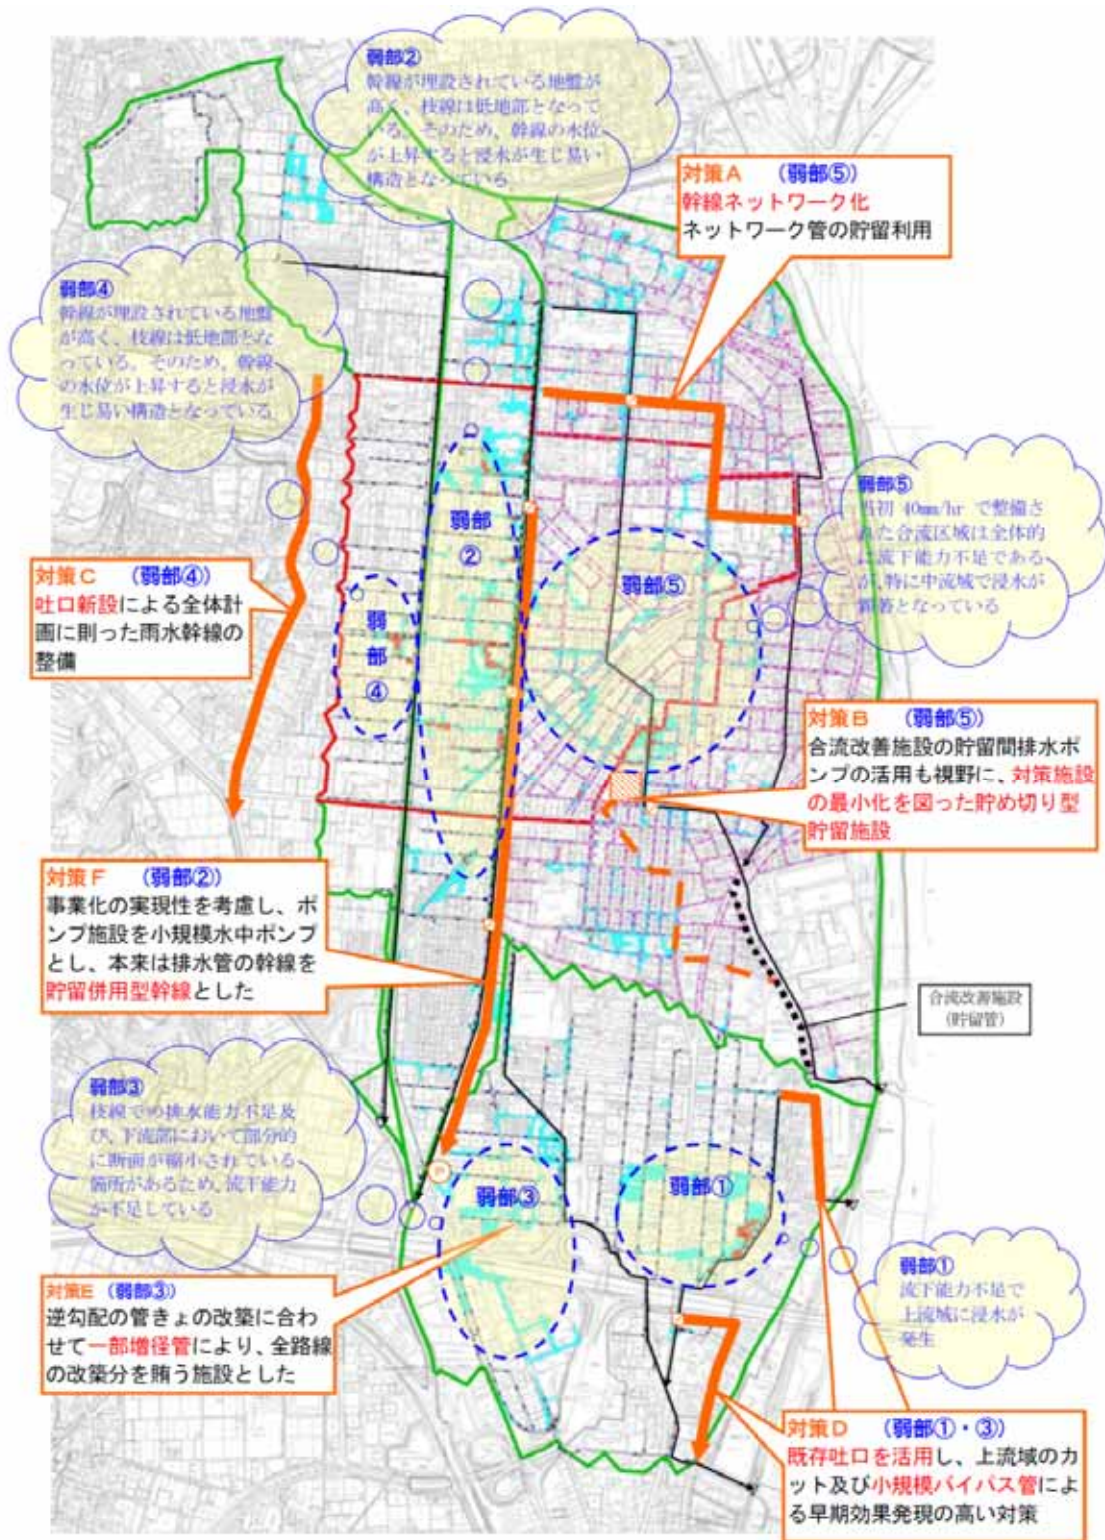 弱部②
幹線が埋設されている地盤が
高く、枝線は低地部となって
いる。そのため、幹線の水位
が上昇すると浸水が生じ易い
構造となっている
対策A （弱部⑤）
幹線ネットワーク化
ネットワーク管の貯留利用
弱部④
幹線が埋設されている地盤
が高く、枝線は低地部とな
っている。そのため、幹線
の水位が上昇すると浸水が
生じ易い構造となっている
弱部⑤
当初 40mm/hr で整備さ
れた合流区域は全体的
に流下能力不足である
が、特に中流域で浸水が
顕著となっている
弱部
②
弱部⑤
弱
部
④
対策C （弱部④）
吐口新設による全体計
画に則った雨水幹線の
整備
対策B （弱部⑤）
合流改善施設の貯留間排水ポ
ンプの活用も視野に、対策施設
の最小化を図った貯め切り型
貯留施設
対策F （弱部②）
事業化の実現性を考慮し、ポ
ンプ施設を小規模水中ポンプ
とし、本来は排水管の幹線を
貯留併用型幹線とした
合流改善施設
（貯留管）
弱部③
枝線での排水能力不足及
び、下流部において部分的
に断面が縮小されている
箇所があるため、流下能力
が不足している
P
弱部③
弱部①
弱部①
流下能力不足で
上流域に浸水が
発生
対策E （弱部③）
逆勾配の管きょの改築に合わ
せて一部増径管により、全路線
の改築分を賄う施設とした
対策D （弱部①・③）
既存吐口を活用し、上流域のカ
ット及び小規模バイパス管によ
る早期効果発現の高い対策